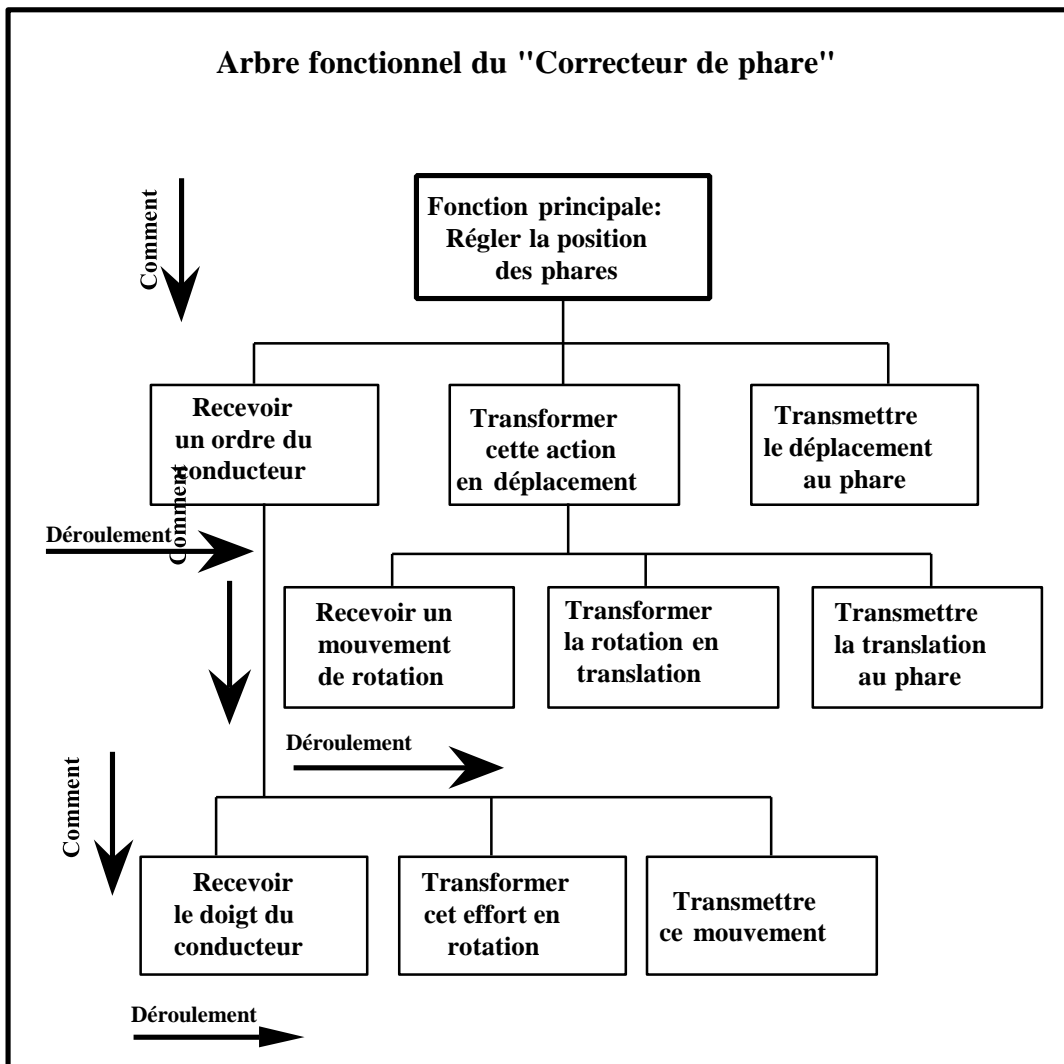 Arbre fonctionnel du "Correcteur de phare"
Comment
Fonction principale:
Régler la position
des phares
Recevoir
un ordre du
conducteur
Transformer
cette action
en déplacement
Transmettre
le déplacement
au phare
Comment
Déroulement
Recevoir un
mouvement
de rotation
Transformer
la rotation en
translation
Transmettre
la translation
au phare
Déroulement
Comment
Recevoir
le doigt du
conducteur
Transformer
cet effort en
rotation
Transmettre
ce mouvement
Déroulement